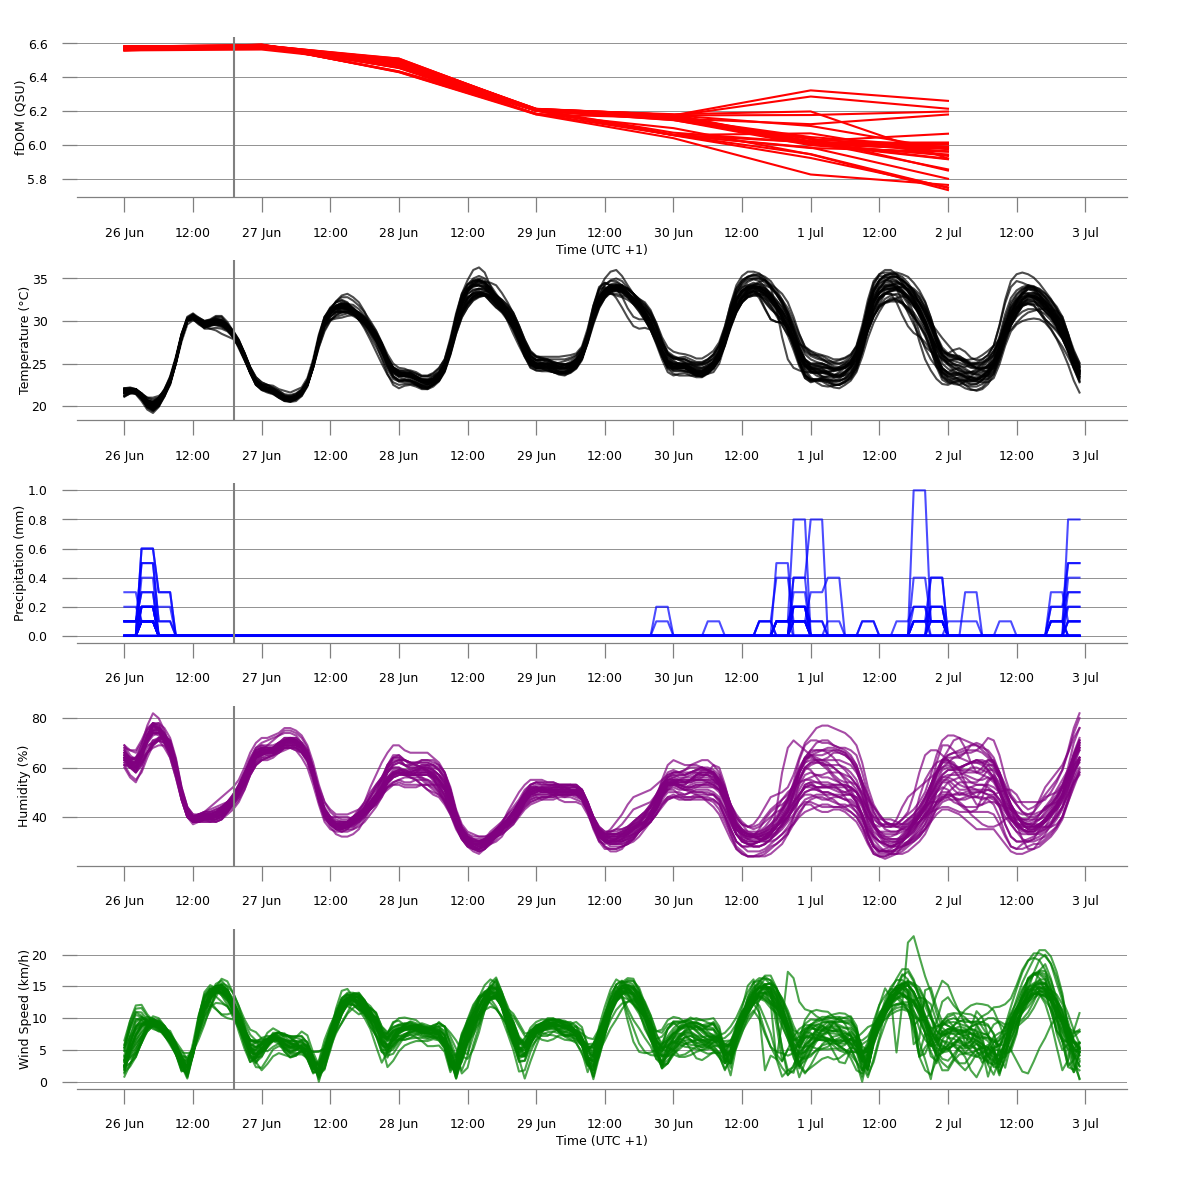 fDOM (QSU)
6.6
6.4
6.2
6.0
5.8
26 Jun 12:00 27 Jun 12:00 28 Jun 12:00 29 Jun 12:00 30 Jun 12:00 1 Jul 12:00 2 Jul 12:00 3 Jul
Time (UTC +1)
Temperature (°C)
35
30
25
20
26 Jun 12:00 27 Jun 12:00 28 Jun 12:00 29 Jun 12:00 30 Jun 12:00 1 Jul 12:00 2 Jul 12:00 3 Jul
Precipitation (mm)
1.0
0.8
0.6
0.4
0.2
0.0
26 Jun 12:00 27 Jun 12:00 28 Jun 12:00 29 Jun 12:00 30 Jun 12:00 1 Jul 12:00 2 Jul 12:00 3 Jul
Humidity (%)
80
60
40
26 Jun 12:00 27 Jun 12:00 28 Jun 12:00 29 Jun 12:00 30 Jun 12:00 1 Jul 12:00 2 Jul 12:00 3 Jul
Wind Speed (km/h)
20
15
10
5
0
26 Jun 12:00 27 Jun 12:00 28 Jun 12:00 29 Jun 12:00 30 Jun 12:00 1 Jul 12:00 2 Jul 12:00 3 Jul
Time (UTC +1)